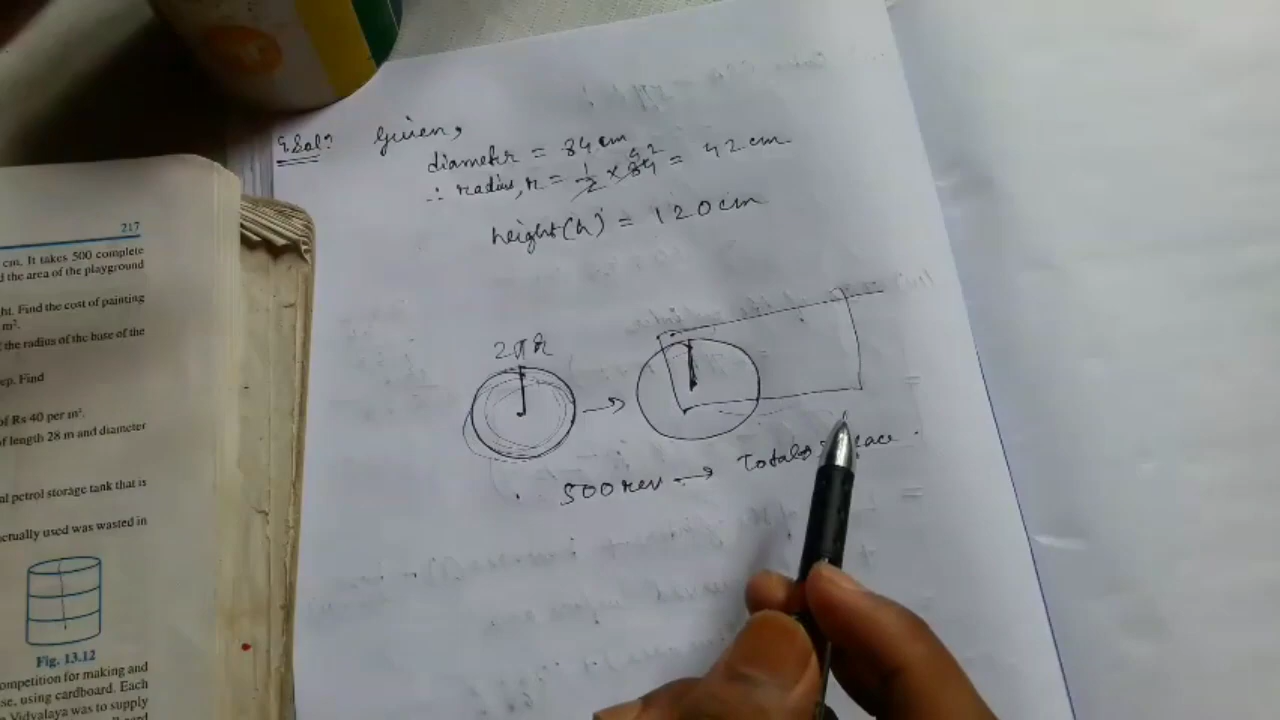 4.Sol?
Given,
diameter = 84 cm
∴ radius, r = 1/2 × 84 42 = 42 cm
height(h) = 120 cm
2πr
500 rev → Total
217
cm. It takes 500 complete
d the area of the playground
ht. Find the cost of painting
m².
the radius of the base of the
ep. Find
of Rs 40 per m².
of length 28 m and diameter
al petrol storage tank that is
actually used was wasted in
Fig. 13.12
ompetition for making and
se, using cardboard. Each
Vidyalaya was to supply